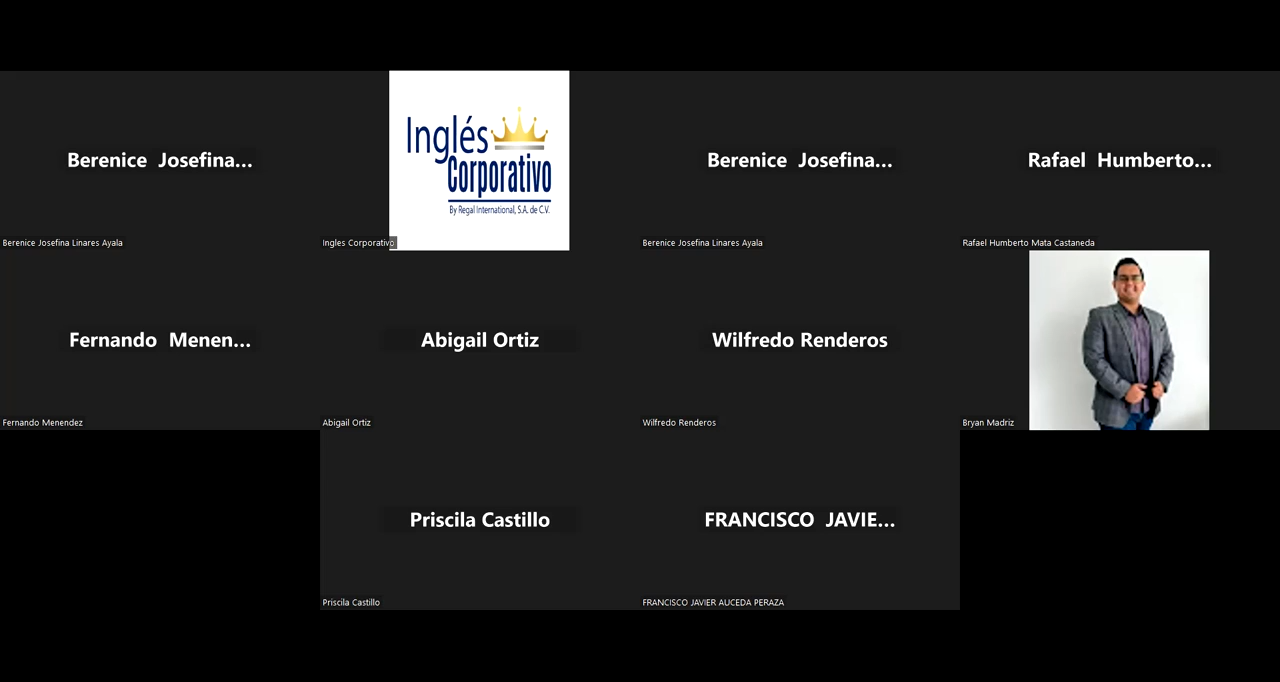 Berenice Josefina...
Berenice Josefina Linares Ayala
Inglés
Corporativo
By Regal International, S.A. de C.V.
Ingles Corporativo
Berenice Josefina...
Berenice Josefina Linares Ayala
Rafael Humberto...
Rafael Humberto Mata Castaneda
Fernando Menen...
Fernando Menendez
Abigail Ortiz
Abigail Ortiz
Wilfredo Renderos
Wilfredo Renderos
Bryan Madriz
Priscila Castillo
Priscila Castillo
FRANCISCO JAVIE...
FRANCISCO JAVIER AUCEDA PERAZA